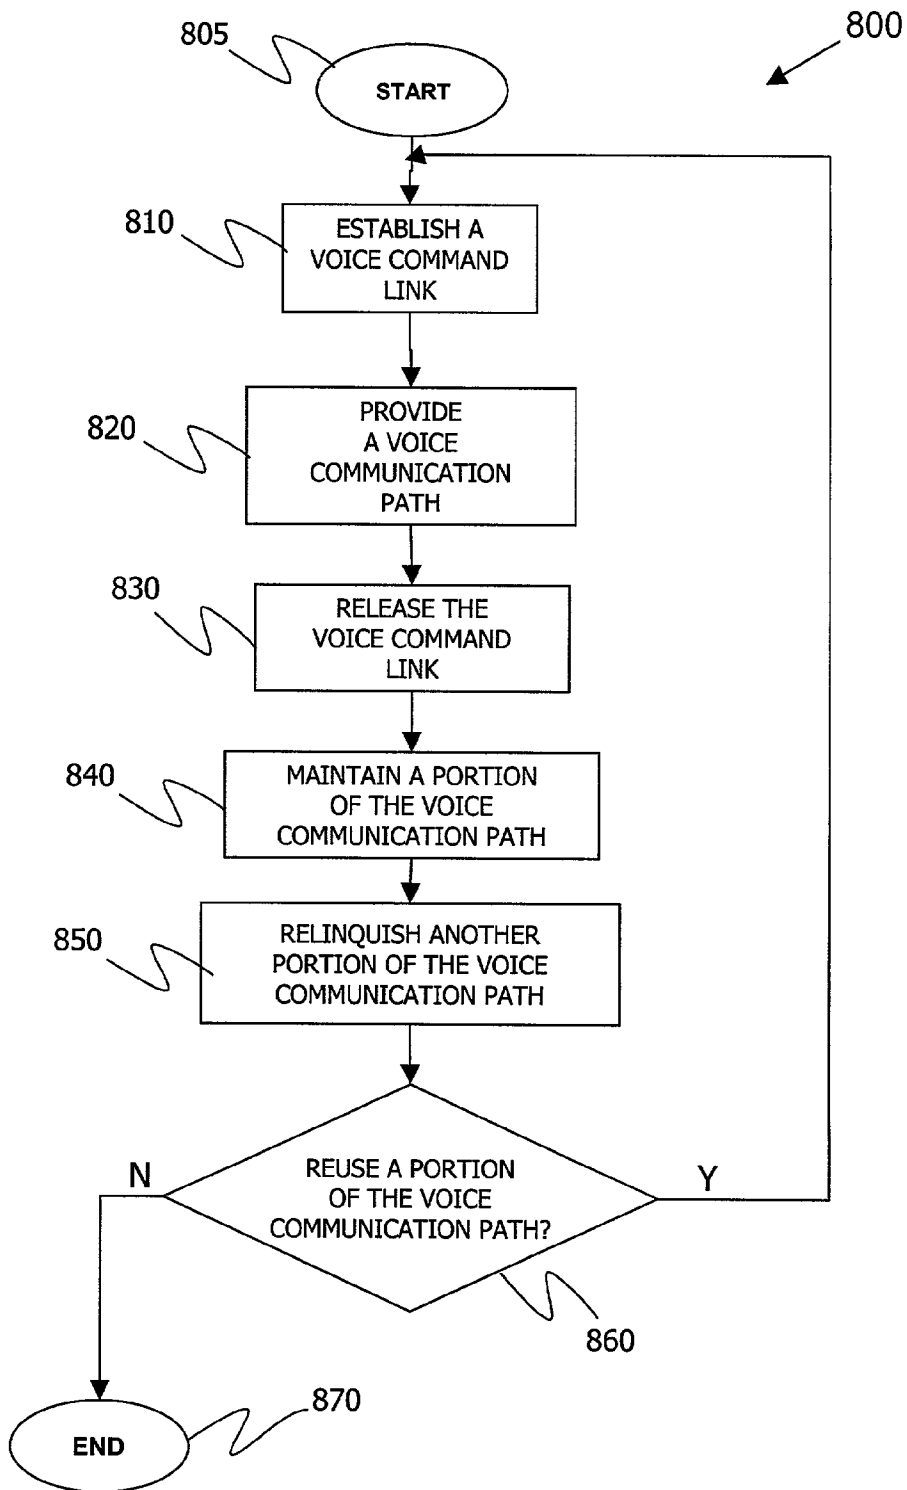 800
805
START
810
ESTABLISH A
VOICE COMMAND
LINK
820
PROVIDE
A VOICE
COMMUNICATION
PATH
830
RELEASE THE
VOICE COMMAND
LINK
840
MAINTAIN A PORTION
OF THE VOICE
COMMUNICATION PATH
850
RELINQUISH ANOTHER
PORTION OF THE VOICE
COMMUNICATION PATH
N
REUSE A PORTION
OF THE VOICE
COMMUNICATION PATH?
Y
860
870
END